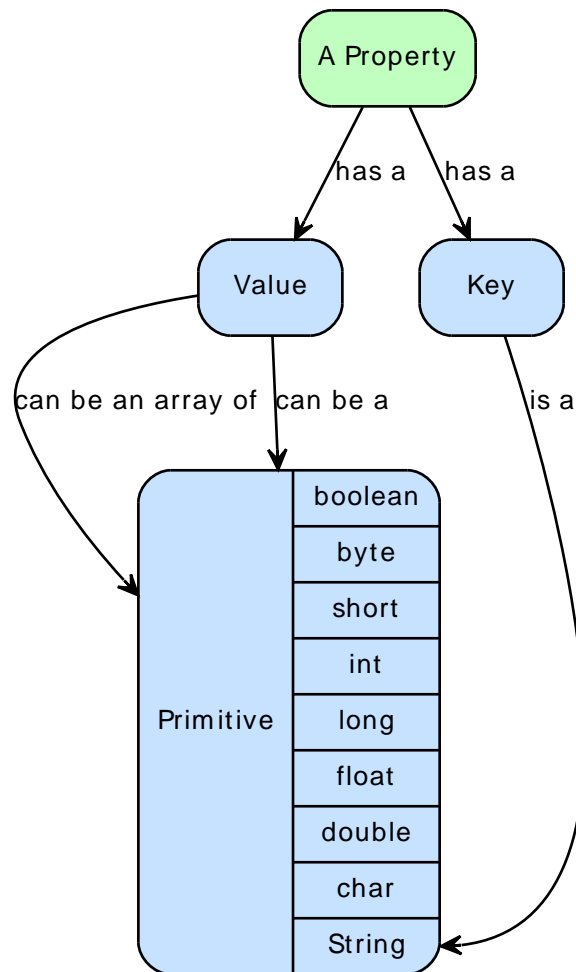 A Property
has a
has a
Value
Key
can be an array of
can be a
is a
Primitive
boolean
byte
short
int
long
float
double
char
String